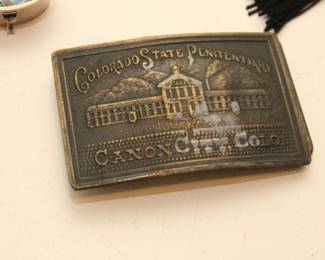 COLORADO STATE PENITENTIARY
CANON CITY COLO.